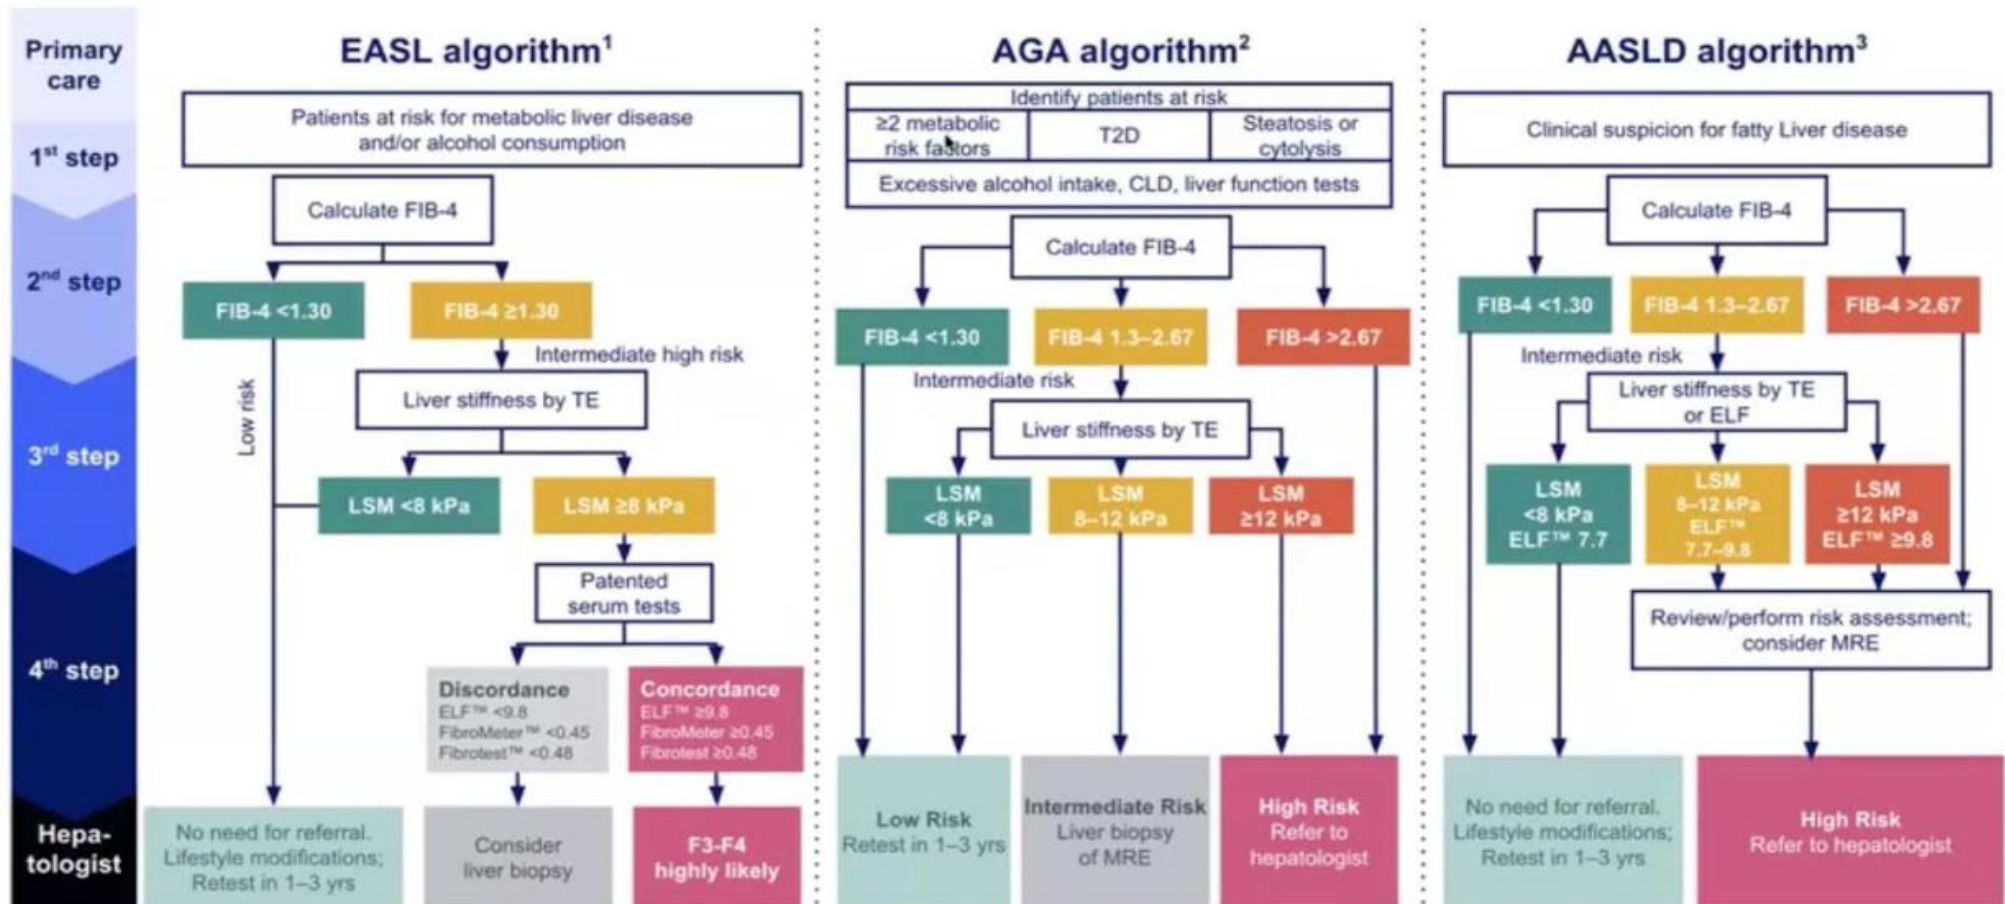 Primary
care
1st step
2nd step
3rd step
4th step
Hepa-
tologist
EASL algorithm1
Patients at risk for metabolic liver disease
and/or alcohol consumption
Calculate FIB-4
FIB-4 <1.30
FIB-4 ≥1.30
Intermediate high risk
Low risk
Liver stiffness by TE
LSM <8 kPa
LSM ≥8 kPa
Patented
serum tests
Discordance
ELF™ <9.8
FibroMeter™ <0.45
Fibrotest™ <0.48
Concordance
ELF™ ≥9.8
FibroMeter ≥0.45
Fibrotest ≥0.48
No need for referral.
Lifestyle modifications;
Retest in 1–3 yrs
Consider
liver biopsy
F3-F4
highly likely
AGA algorithm2
Identify patients at risk
≥2 metabolic
risk factors
T2D
Steatosis or
cytolysis
Excessive alcohol intake, CLD, liver function tests
Calculate FIB-4
FIB-4 <1.30
FIB-4 1.3–2.67
FIB-4 >2.67
Intermediate risk
Liver stiffness by TE
LSM
<8 kPa
LSM
8–12 kPa
LSM
≥12 kPa
Low Risk
Retest in 1–3 yrs
Intermediate Risk
Liver biopsy
of MRE
High Risk
Refer to
hepatologist
AASLD algorithm3
Clinical suspicion for fatty Liver disease
Calculate FIB-4
FIB-4 <1.30
FIB-4 1.3–2.67
FIB-4 >2.67
Intermediate risk
Liver stiffness by TE
or ELF
LSM
<8 kPa
ELF™ 7.7
LSM
8–12 kPa
ELF™
7.7–9.8
LSM
≥12 kPa
ELF™ ≥9.8
Review/perform risk assessment;
consider MRE
No need for referral.
Lifestyle modifications;
Retest in 1–3 yrs
High Risk
Refer to hepatologist